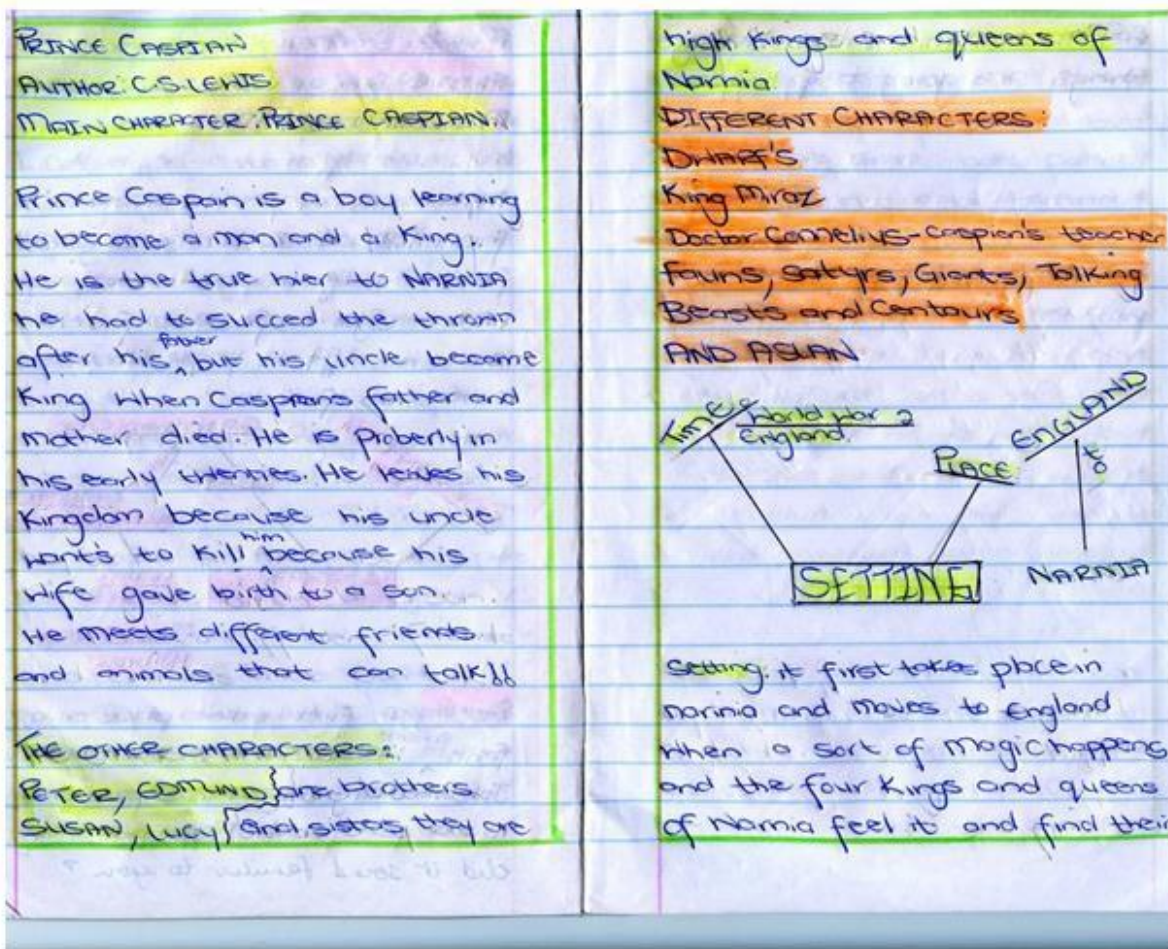 PRINCE CASPIAN
AUTHOR: C.S. LEWIS
MAIN CHARACTER: PRINCE CASPIAN.
Prince Caspain is a boy learning
to become a man and a King.
He is the true hier to NARNIA
he had to succed the thrown
after his father, but his uncle become
King when Casprans father and
mother died. He is proberly in
his early twenties. He leaves his
Kingdom because his uncle
wants to kill him because his
wife gave birth to a son.
He meets different friends
and animals that can talk!!
THE OTHER CHARACTERS:
PETER, EDMUND } are brothers
SUSAN, LUCY } and sisters, they are
high Kings and queens of
Narnia.
DIFFERENT CHARACTERS:
DWARF'S
King Miraz
Doctor Connelius - Caspian's teacher
Fauns, Satyrs, Giants, Talking
Beasts and Centaurs
AND ASLAN
TIME World War 2
England.
PLACE ENGLAND
to
NARNIA
SETTING
Setting: it first takes place in
narinia and moves to England
when a sort of magic happens
and the four Kings and queens
of Narnia feel it and find their